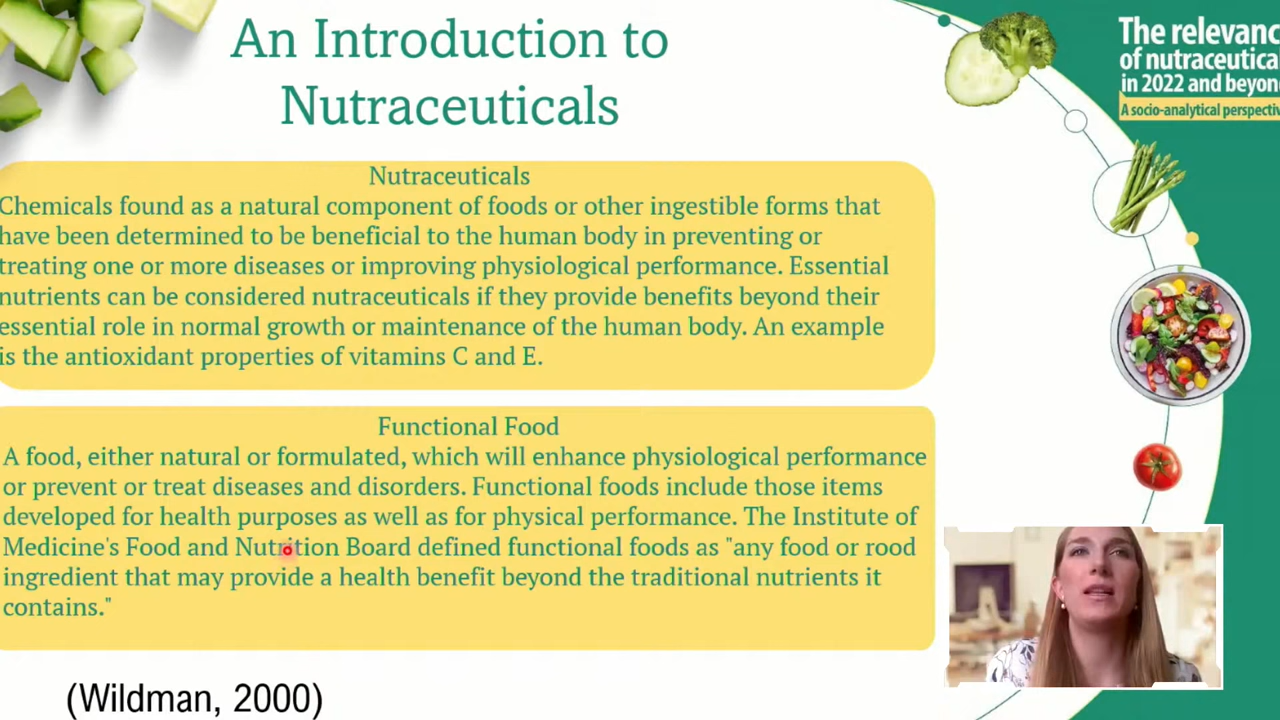 An Introduction to
Nutraceuticals
The relevanc
of nutraceutica
in 2022 and beyon
A socio-analytical perspectiv
Nutraceuticals
Chemicals found as a natural component of foods or other ingestible forms that
have been determined to be beneficial to the human body in preventing or
treating one or more diseases or improving physiological performance. Essential
nutrients can be considered nutraceuticals if they provide benefits beyond their
essential role in normal growth or maintenance of the human body. An example
is the antioxidant properties of vitamins C and E.
Functional Food
A food, either natural or formulated, which will enhance physiological performance
or prevent or treat diseases and disorders. Functional foods include those items
developed for health purposes as well as for physical performance. The Institute of
Medicine's Food and Nutrition Board defined functional foods as "any food or rood
ingredient that may provide a health benefit beyond the traditional nutrients it
contains."
(Wildman, 2000)